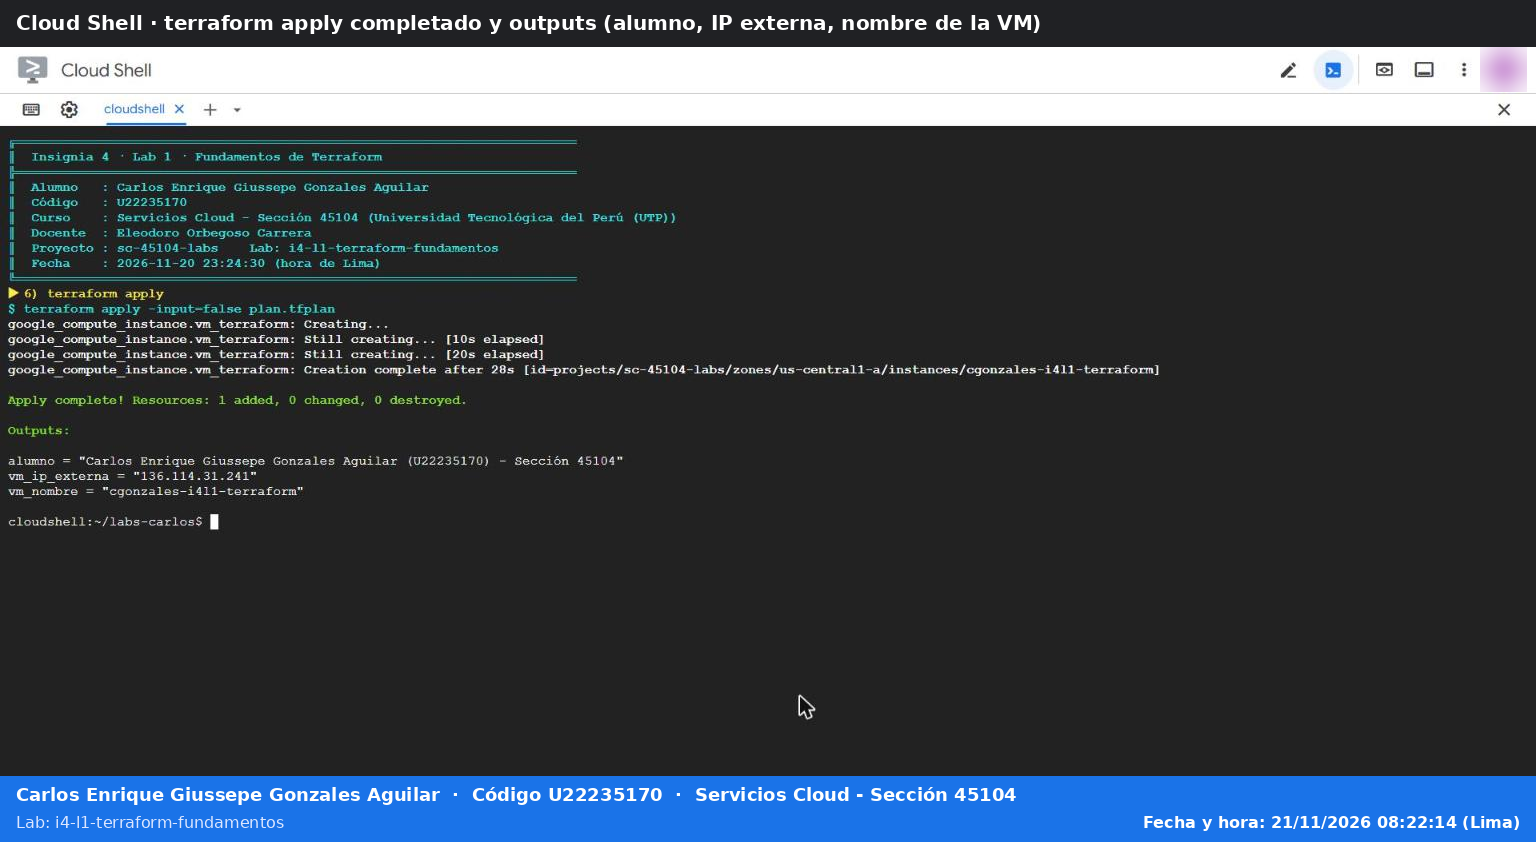 Cloud Shell · terraform apply completado y outputs (alumno, IP externa, nombre de la VM)
Cloud Shell
cloudshell
Insignia 4 · Lab 1 · Fundamentos de Terraform
Alumno : Carlos Enrique Giussepe Gonzales Aguilar
Código : U22235170
Curso : Servicios Cloud - Sección 45104 (Universidad Tecnológica del Perú (UTP))
Docente : Eleodoro Orbegoso Carrera
Proyecto : sc-45104-labs Lab: i4-l1-terraform-fundamentos
Fecha : 2026-11-20 23:24:30 (hora de Lima)
▶ 6) terraform apply
$ terraform apply -input=false plan.tfplan
google_compute_instance.vm_terraform: Creating...
google_compute_instance.vm_terraform: Still creating... [10s elapsed]
google_compute_instance.vm_terraform: Still creating... [20s elapsed]
google_compute_instance.vm_terraform: Creation complete after 28s [id=projects/sc-45104-labs/zones/us-central1-a/instances/cgonzales-i4l1-terraform]
Apply complete! Resources: 1 added, 0 changed, 0 destroyed.
Outputs:
alumno = "Carlos Enrique Giussepe Gonzales Aguilar (U22235170) - Sección 45104"
vm_ip_externa = "136.114.31.241"
vm_nombre = "cgonzales-i4l1-terraform"
cloudshell:~/labs-carlos$
Carlos Enrique Giussepe Gonzales Aguilar · Código U22235170 · Servicios Cloud - Sección 45104
Lab: i4-l1-terraform-fundamentos
Fecha y hora: 21/11/2026 08:22:14 (Lima)